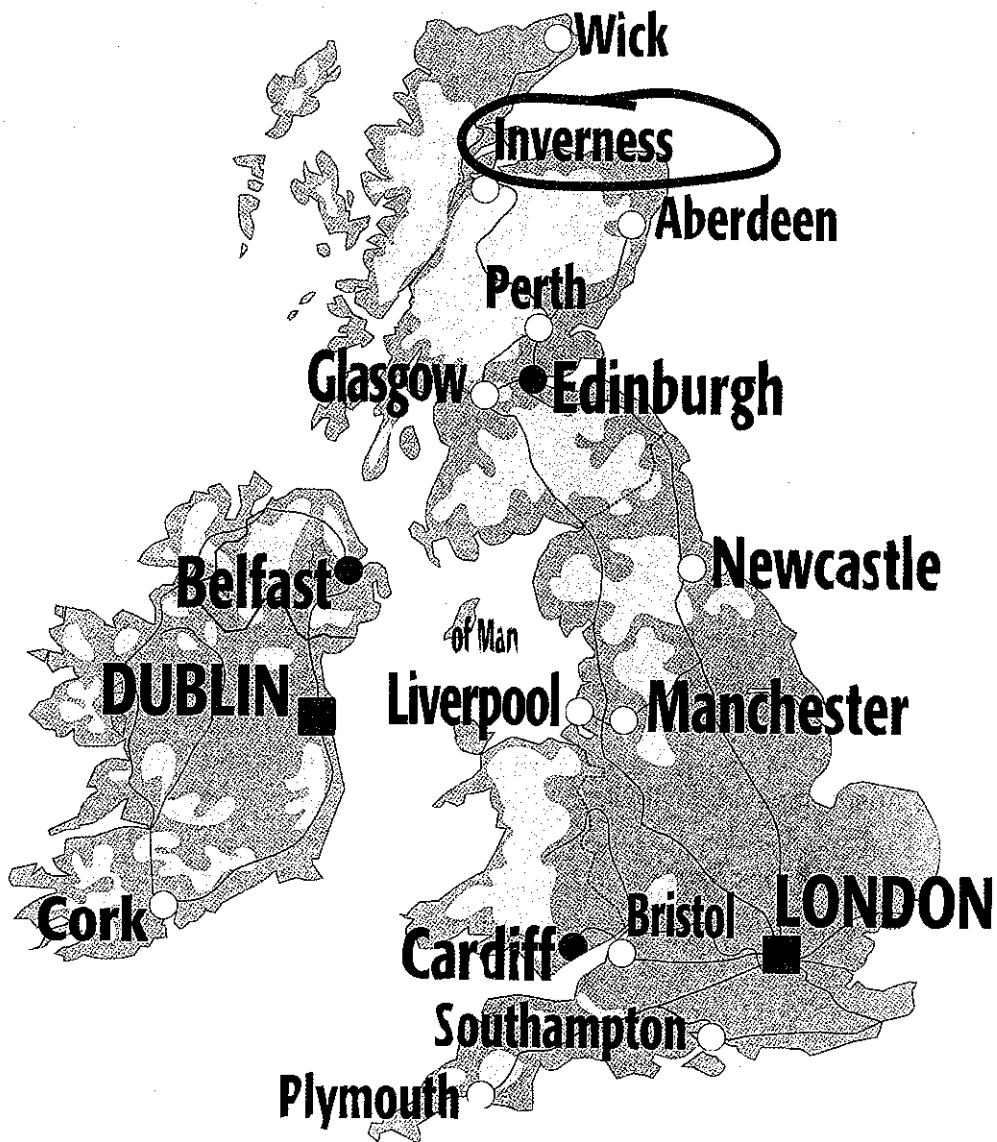 Wick
Inverness
Aberdeen
Perth
Glasgow
Edinburgh
Belfast
Newcastle
of Man
DUBLIN
Liverpool
Manchester
Cork
Cardiff
Bristol
LONDON
Southampton
Plymouth